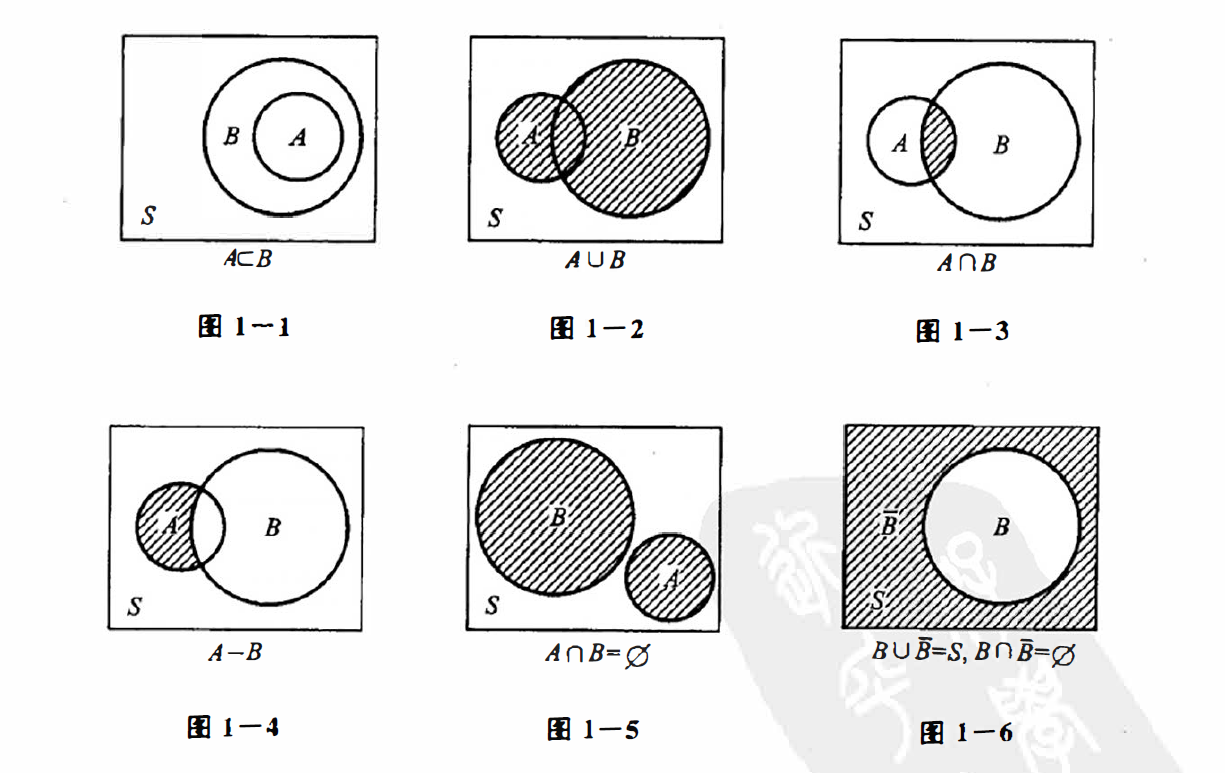 B A
S
A⊂B
图 1－1
A B
S
A∪B
图 1－2
A B
S
A∩B
图 1－3
A B
S
A−B
图 1－4
B
A
S
A∩B=∅
图 1－5
B̅ B
S
B∪B̅=S, B∩B̅=∅
图 1－6